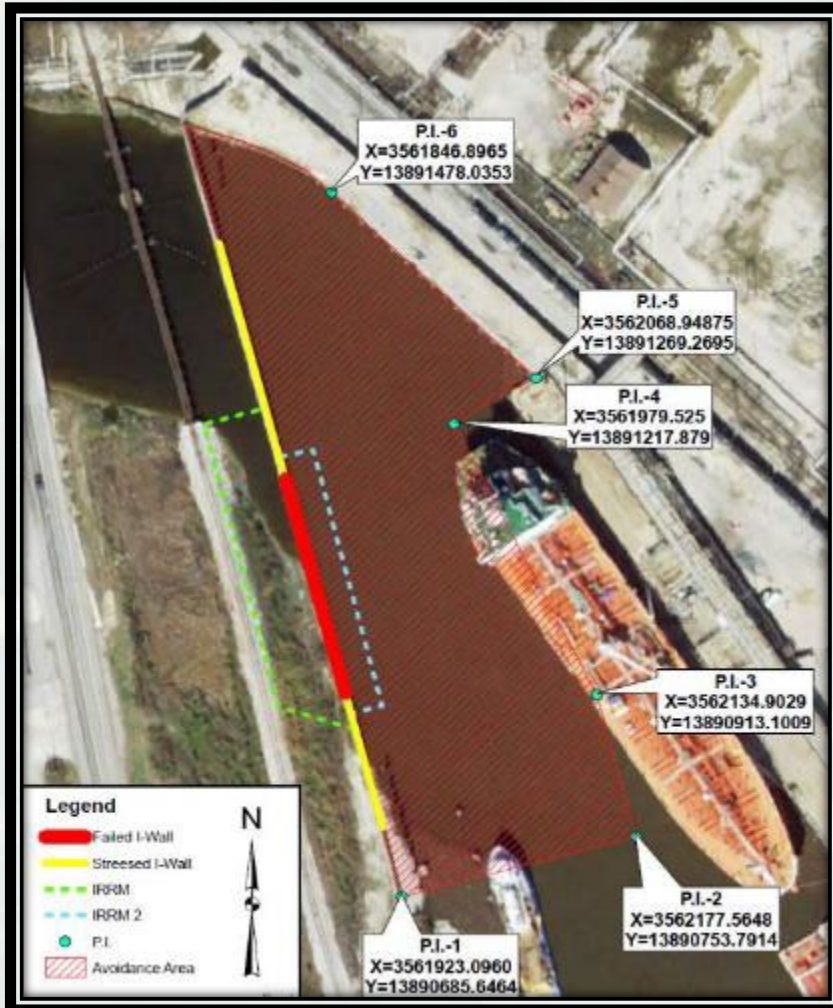 P.I.-6
X=3561846.8965
Y=13891478.0353
P.I.-5
X=3562068.94875
Y=13891269.2695
P.I.-4
X=3561979.525
Y=13891217.879
P.I.-3
X=3562134.9029
Y=13890913.1009
P.I.-2
X=3562177.5648
Y=13890753.7914
P.I.-1
X=3561923.0960
Y=13890685.6464
Legend
N
Failed I-Wall
Streesed I-Wall
IRRM
IRRM 2
P.I.
Avoidance Area